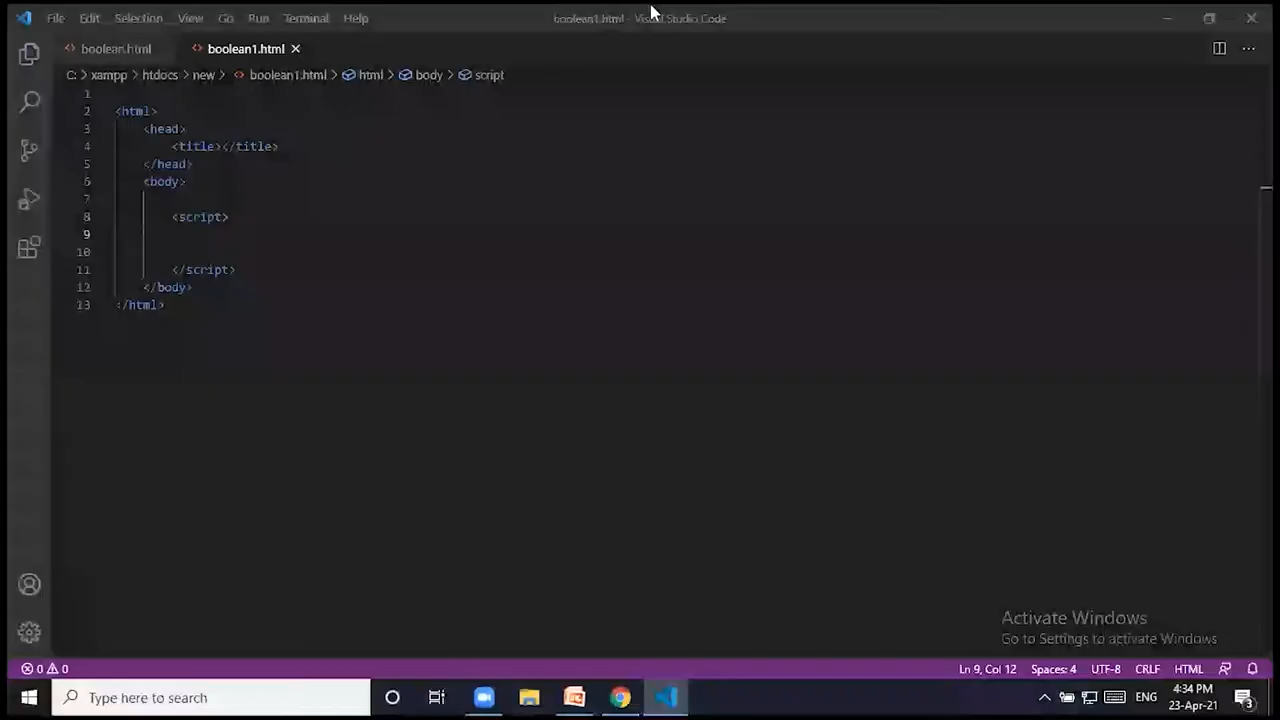 File Edit Selection View Go Run Terminal Help boolean1.html - Visual Studio Code
boolean.html boolean1.html
C: > xampp > htdocs > new > boolean1.html > html > body > script
1
2 <html>
3 <head>
4 <title></title>
5 </head>
6 <body>
7
8 <script>
9
10
11 </script>
12 </body>
13 </html>
Activate Windows
Go to Settings to activate Windows
0 0 Ln 9, Col 12 Spaces: 4 UTF-8 CRLF HTML
Type here to search ENG 4:34 PM
23-Apr-21 3